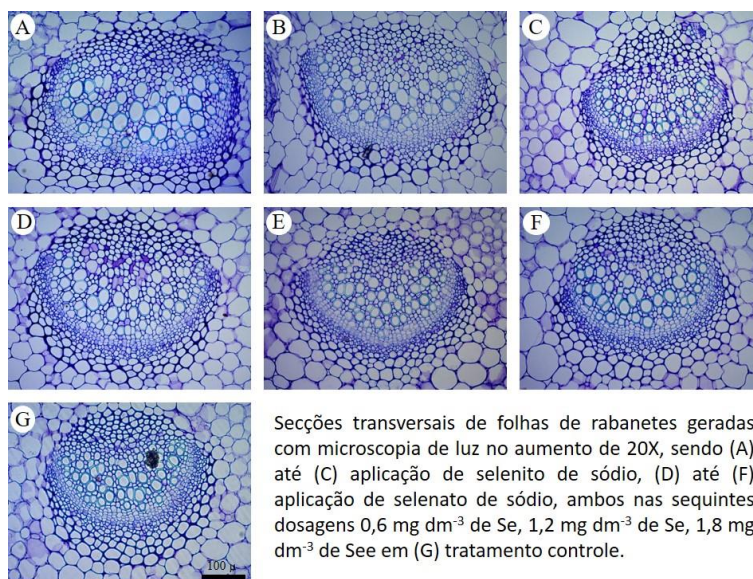 A
B
C
D
E
F
G
100 µ
Secções transversais de folhas de rabanetes geradas
com microscopia de luz no aumento de 20X, sendo (A)
até (C) aplicação de selenito de sódio, (D) até (F)
aplicação de selenato de sódio, ambos nas sequintes
dosagens 0,6 mg dm⁻³ de Se, 1,2 mg dm⁻³ de Se, 1,8 mg
dm⁻³ de See em (G) tratamento controle.